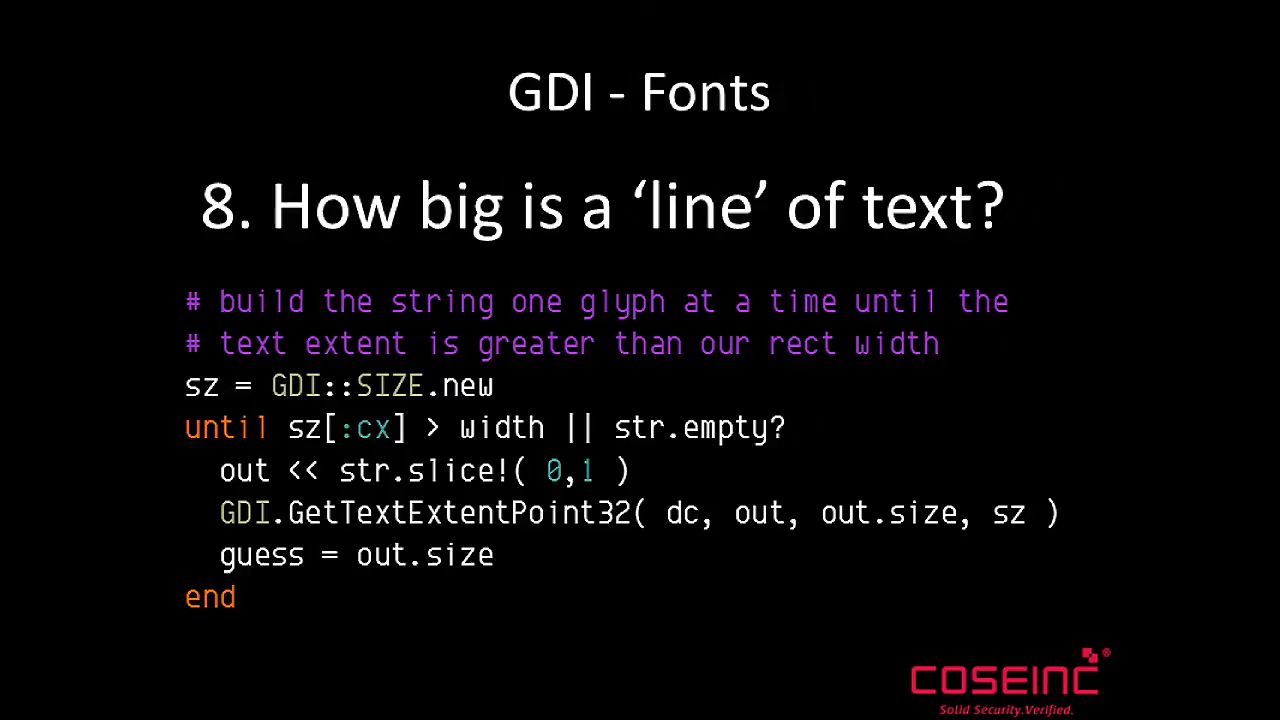 GDI - Fonts
8. How big is a ‘line’ of text?
# build the string one glyph at a time until the
# text extent is greater than our rect width
sz = GDI::SIZE.new
until sz[:cx] > width || str.empty?
  out << str.slice!( 0,1 )
  GDI.GetTextExtentPoint32( dc, out, out.size, sz )
  guess = out.size
end
COSEINC®
Solid Security.Verified.